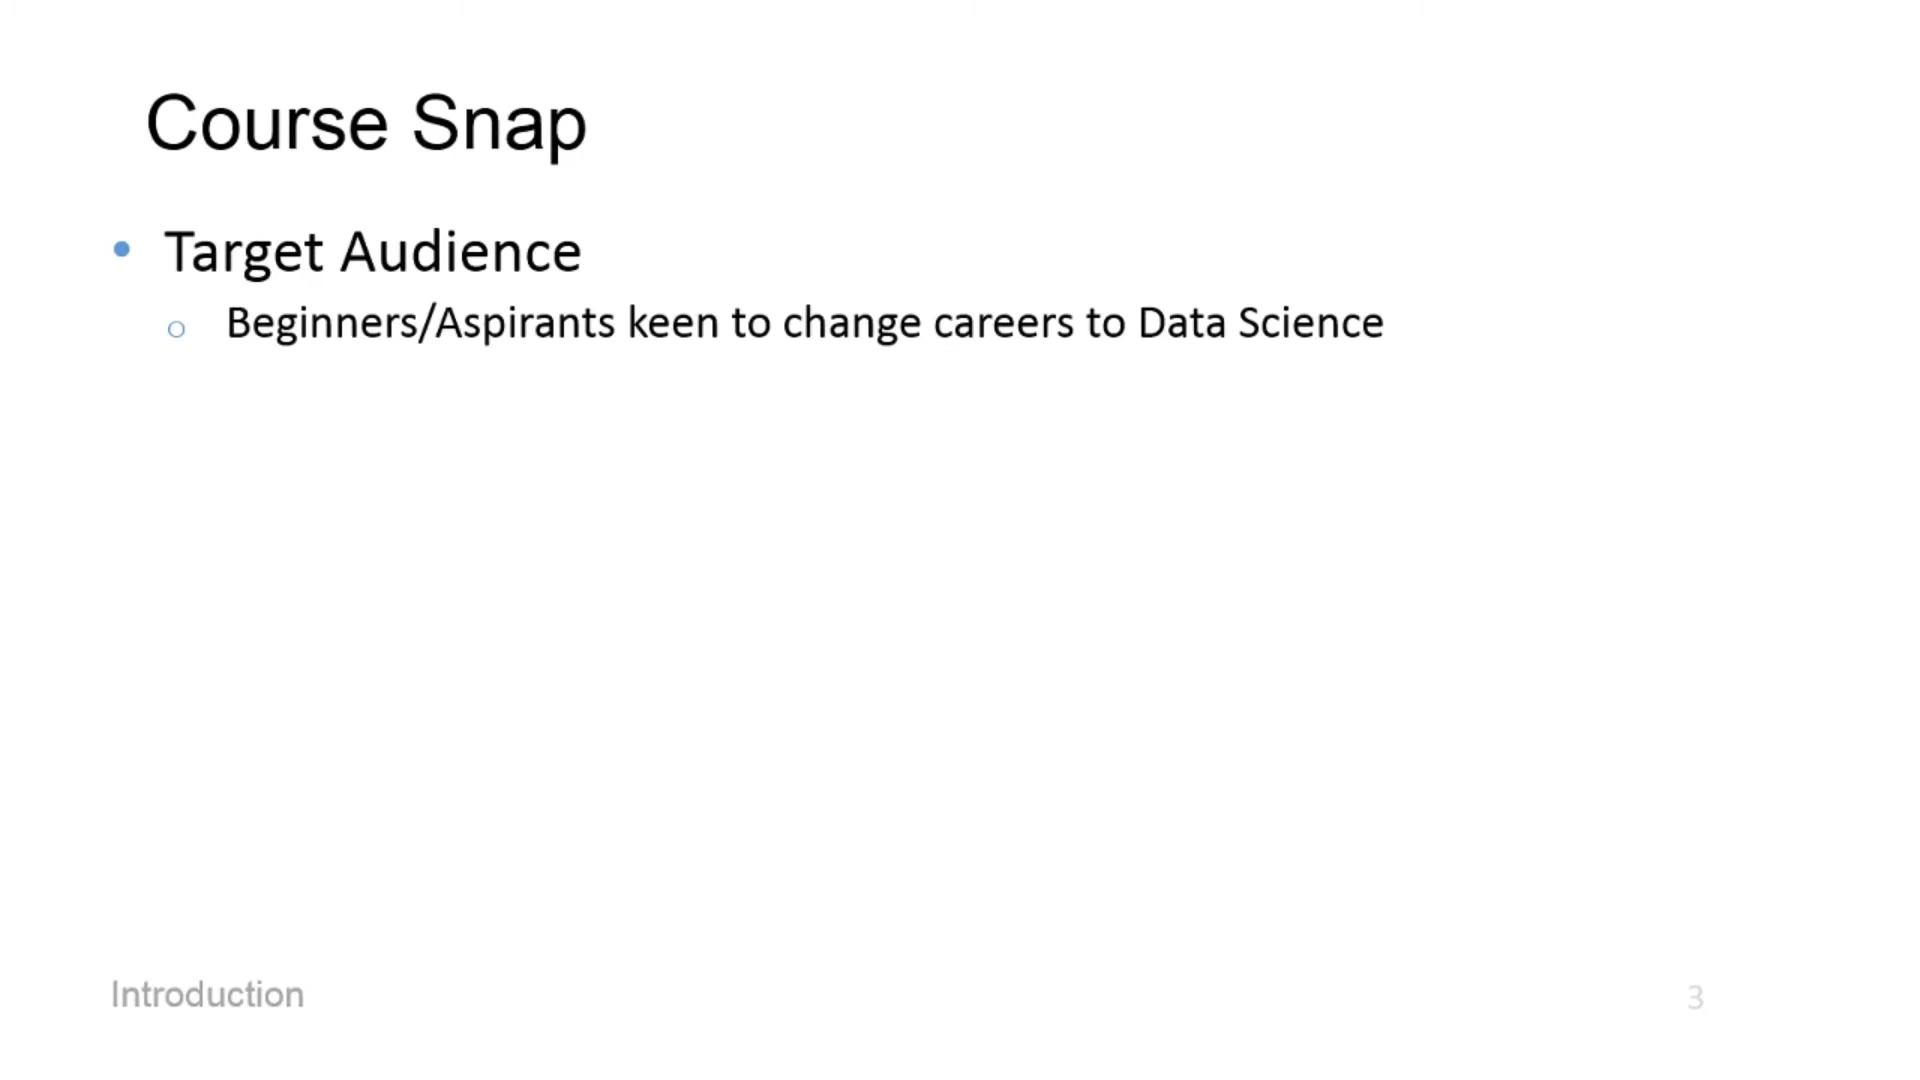 Course Snap
• Target Audience
○ Beginners/Aspirants keen to change careers to Data Science
Introduction
3